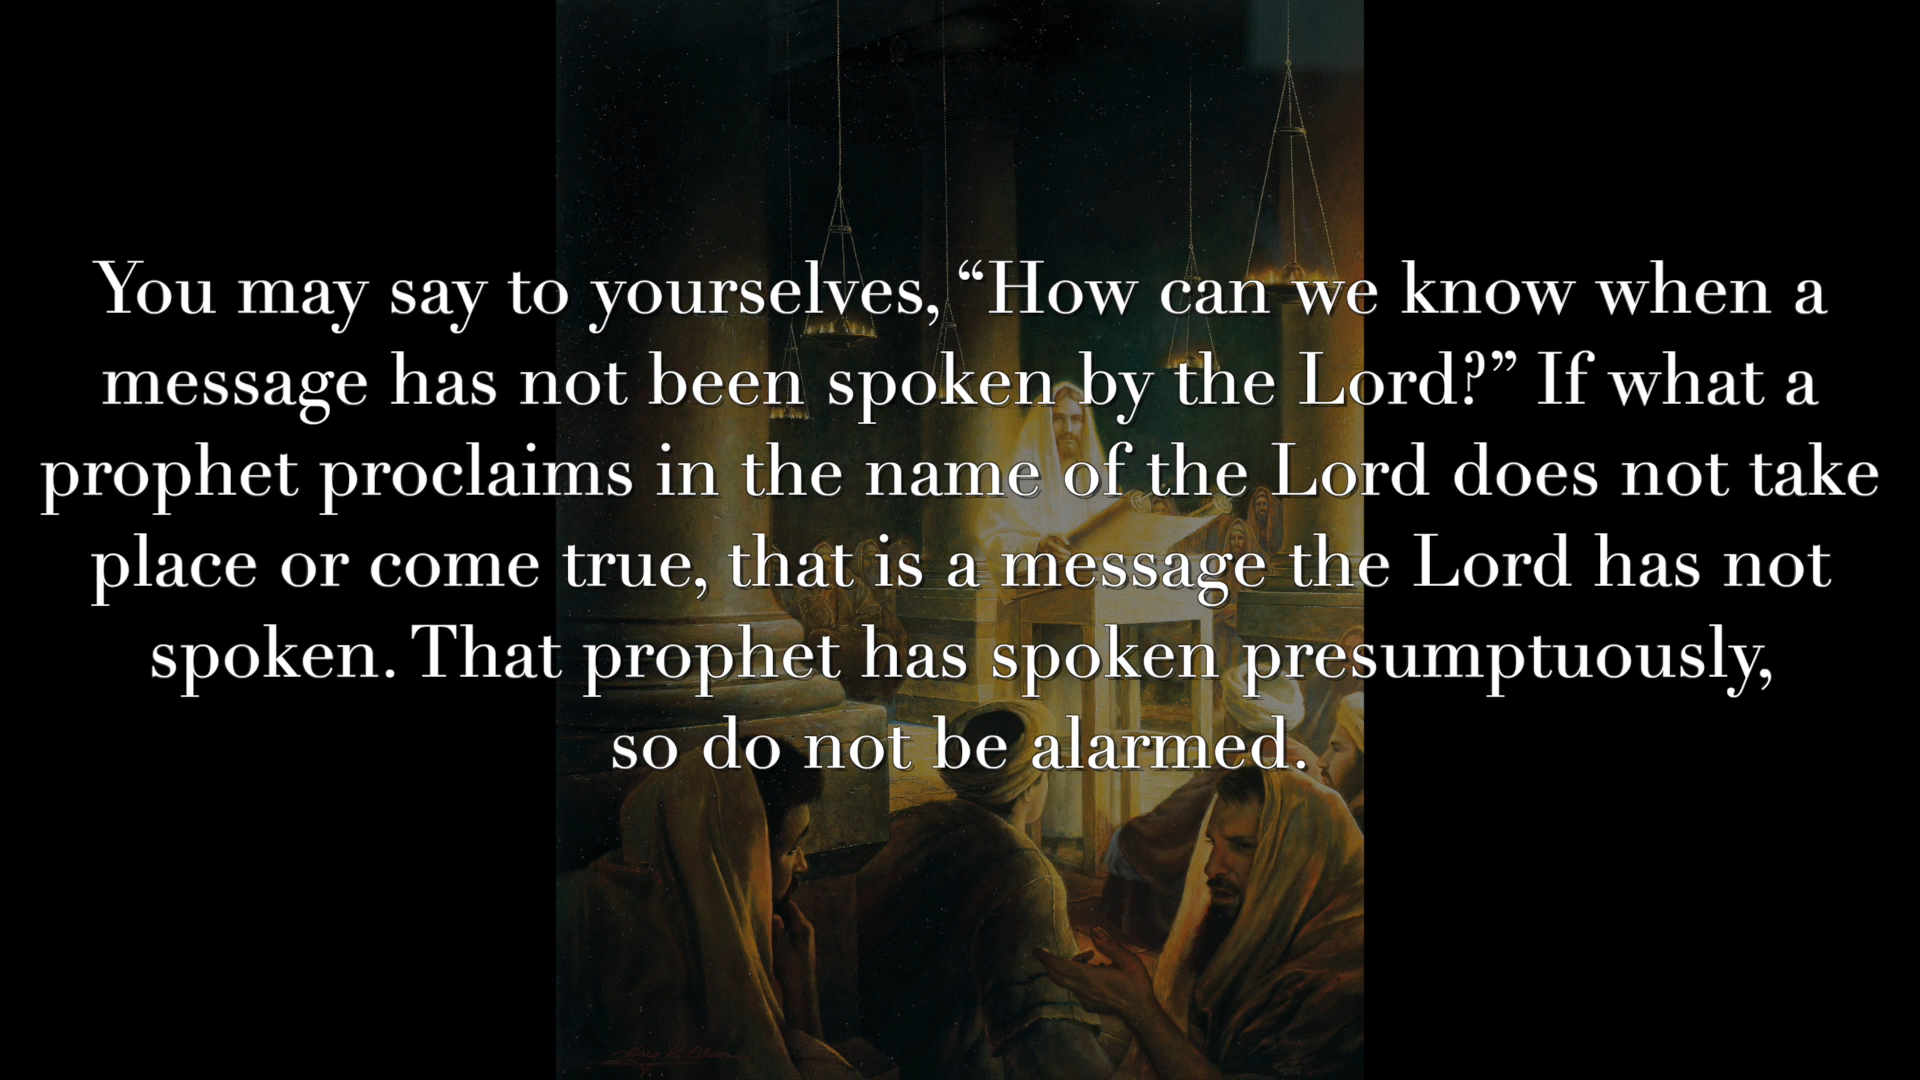 You may say to yourselves, “How can we know when a
message has not been spoken by the Lord?” If what a
prophet proclaims in the name of the Lord does not take
place or come true, that is a message the Lord has not
spoken. That prophet has spoken presumptuously,
so do not be alarmed.